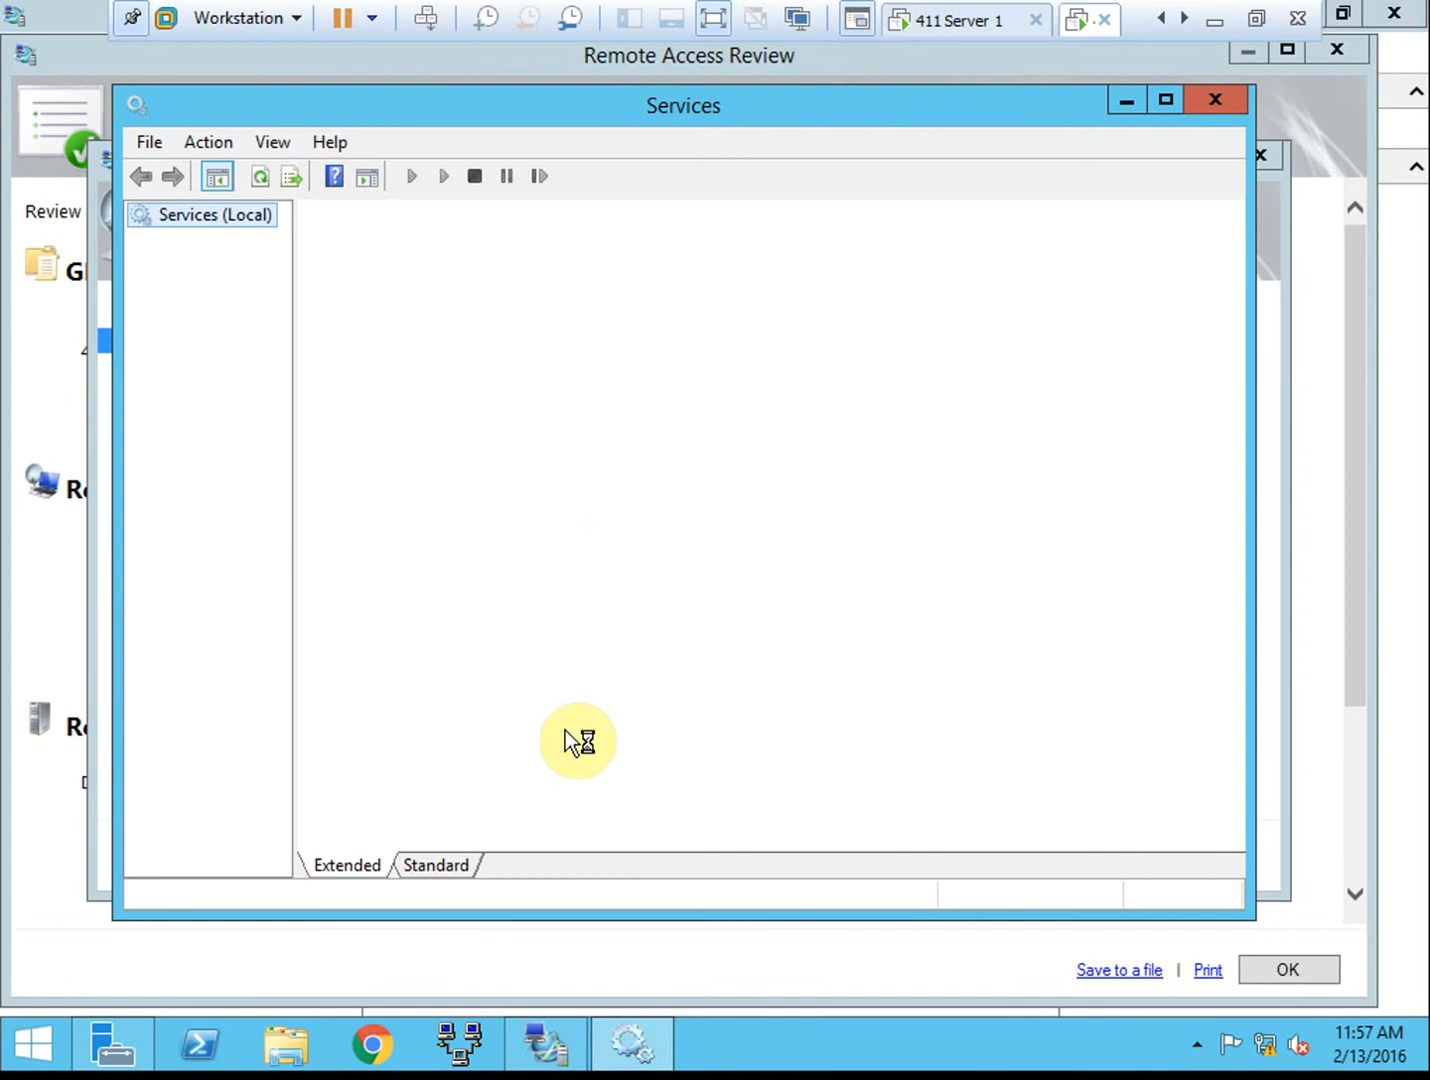 Workstation
411 Server 1
Remote Access Review
Services
File Action View Help
Services (Local)
Review
Extended Standard
Save to a file | Print OK
11:57 AM
2/13/2016